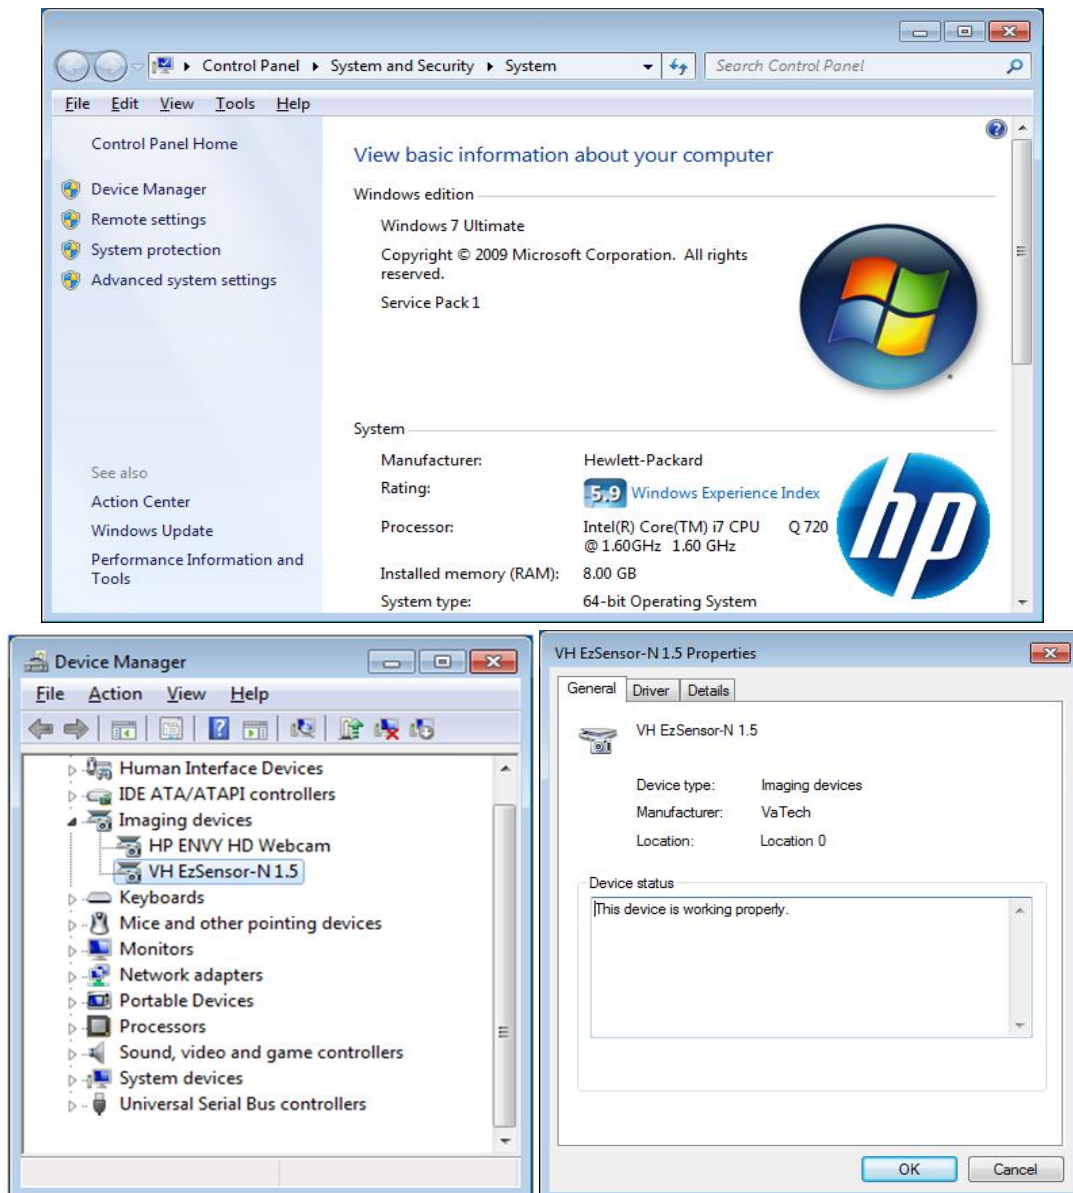 Control Panel ▸ System and Security ▸ System
Search Control Panel
File Edit View Tools Help
Control Panel Home
Device Manager
Remote settings
System protection
Advanced system settings
See also
Action Center
Windows Update
Performance Information and
Tools
View basic information about your computer
Windows edition
Windows 7 Ultimate
Copyright © 2009 Microsoft Corporation. All rights
reserved.
Service Pack 1
System
Manufacturer: Hewlett-Packard
Rating: 5,9 Windows Experience Index
Processor: Intel(R) Core(TM) i7 CPU Q 720
@ 1.60GHz 1.60 GHz
Installed memory (RAM): 8.00 GB
System type: 64-bit Operating System
hp
Device Manager
File Action View Help
Human Interface Devices
IDE ATA/ATAPI controllers
Imaging devices
HP ENVY HD Webcam
VH EzSensor-N 1.5
Keyboards
Mice and other pointing devices
Monitors
Network adapters
Portable Devices
Processors
Sound, video and game controllers
System devices
Universal Serial Bus controllers
VH EzSensor-N 1.5 Properties
General Driver Details
VH EzSensor-N 1.5
Device type: Imaging devices
Manufacturer: VaTech
Location: Location 0
Device status
This device is working properly.
OK Cancel